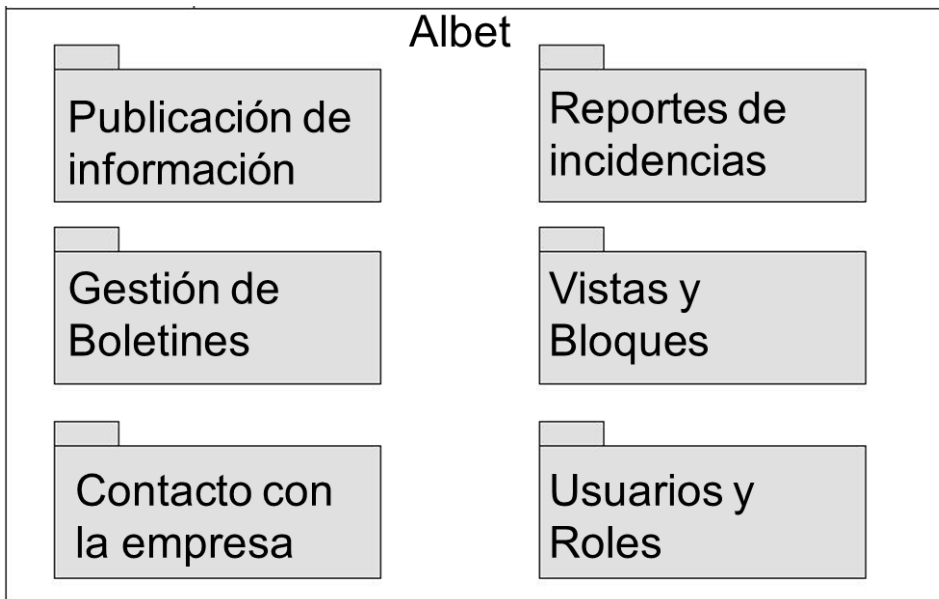 Albet
Publicación de
información
Reportes de
incidencias
Gestión de
Boletines
Vistas y
Bloques
Contacto con
la empresa
Usuarios y
Roles